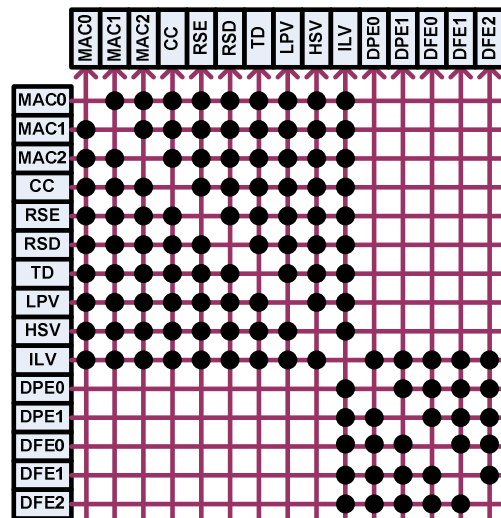 MAC0 MAC1 MAC2 CC RSE RSD TD LPV HSV ILV DPE0 DPE1 DFE0 DFE1 DFE2
MAC0
MAC1
MAC2
CC
RSE
RSD
TD
LPV
HSV
ILV
DPE0
DPE1
DFE0
DFE1
DFE2